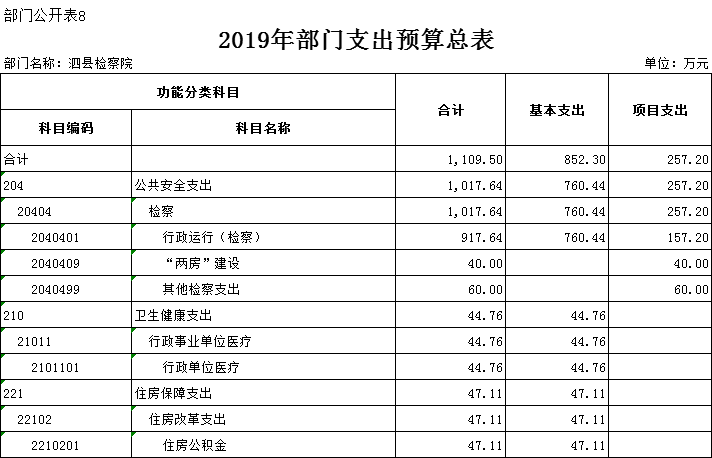 部门公开表8
2019年部门支出预算总表
部门名称：泗县检察院 单位：万元
功能分类科目 合计 基本支出 项目支出
科目编码 科目名称
合计 1,109.50 852.30 257.20
204 公共安全支出 1,017.64 760.44 257.20
20404 检察 1,017.64 760.44 257.20
2040401 行政运行（检察） 917.64 760.44 157.20
2040409 “两房”建设 40.00 40.00
2040499 其他检察支出 60.00 60.00
210 卫生健康支出 44.76 44.76
21011 行政事业单位医疗 44.76 44.76
2101101 行政单位医疗 44.76 44.76
221 住房保障支出 47.11 47.11
22102 住房改革支出 47.11 47.11
2210201 住房公积金 47.11 47.11